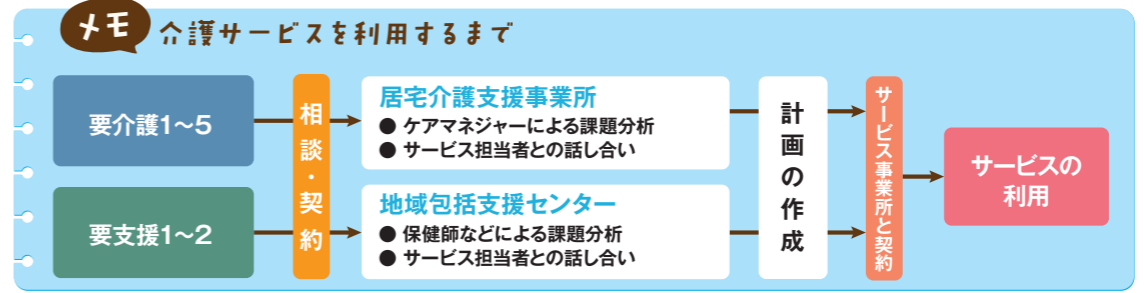 メモ
介護サービスを利用するまで
要介護1〜5
要支援1〜2
相談・契約
居宅介護支援事業所
● ケアマネジャーによる課題分析
● サービス担当者との話し合い
地域包括支援センター
● 保健師などによる課題分析
● サービス担当者との話し合い
計画の作成
サービス事業所と契約
サービスの
利用